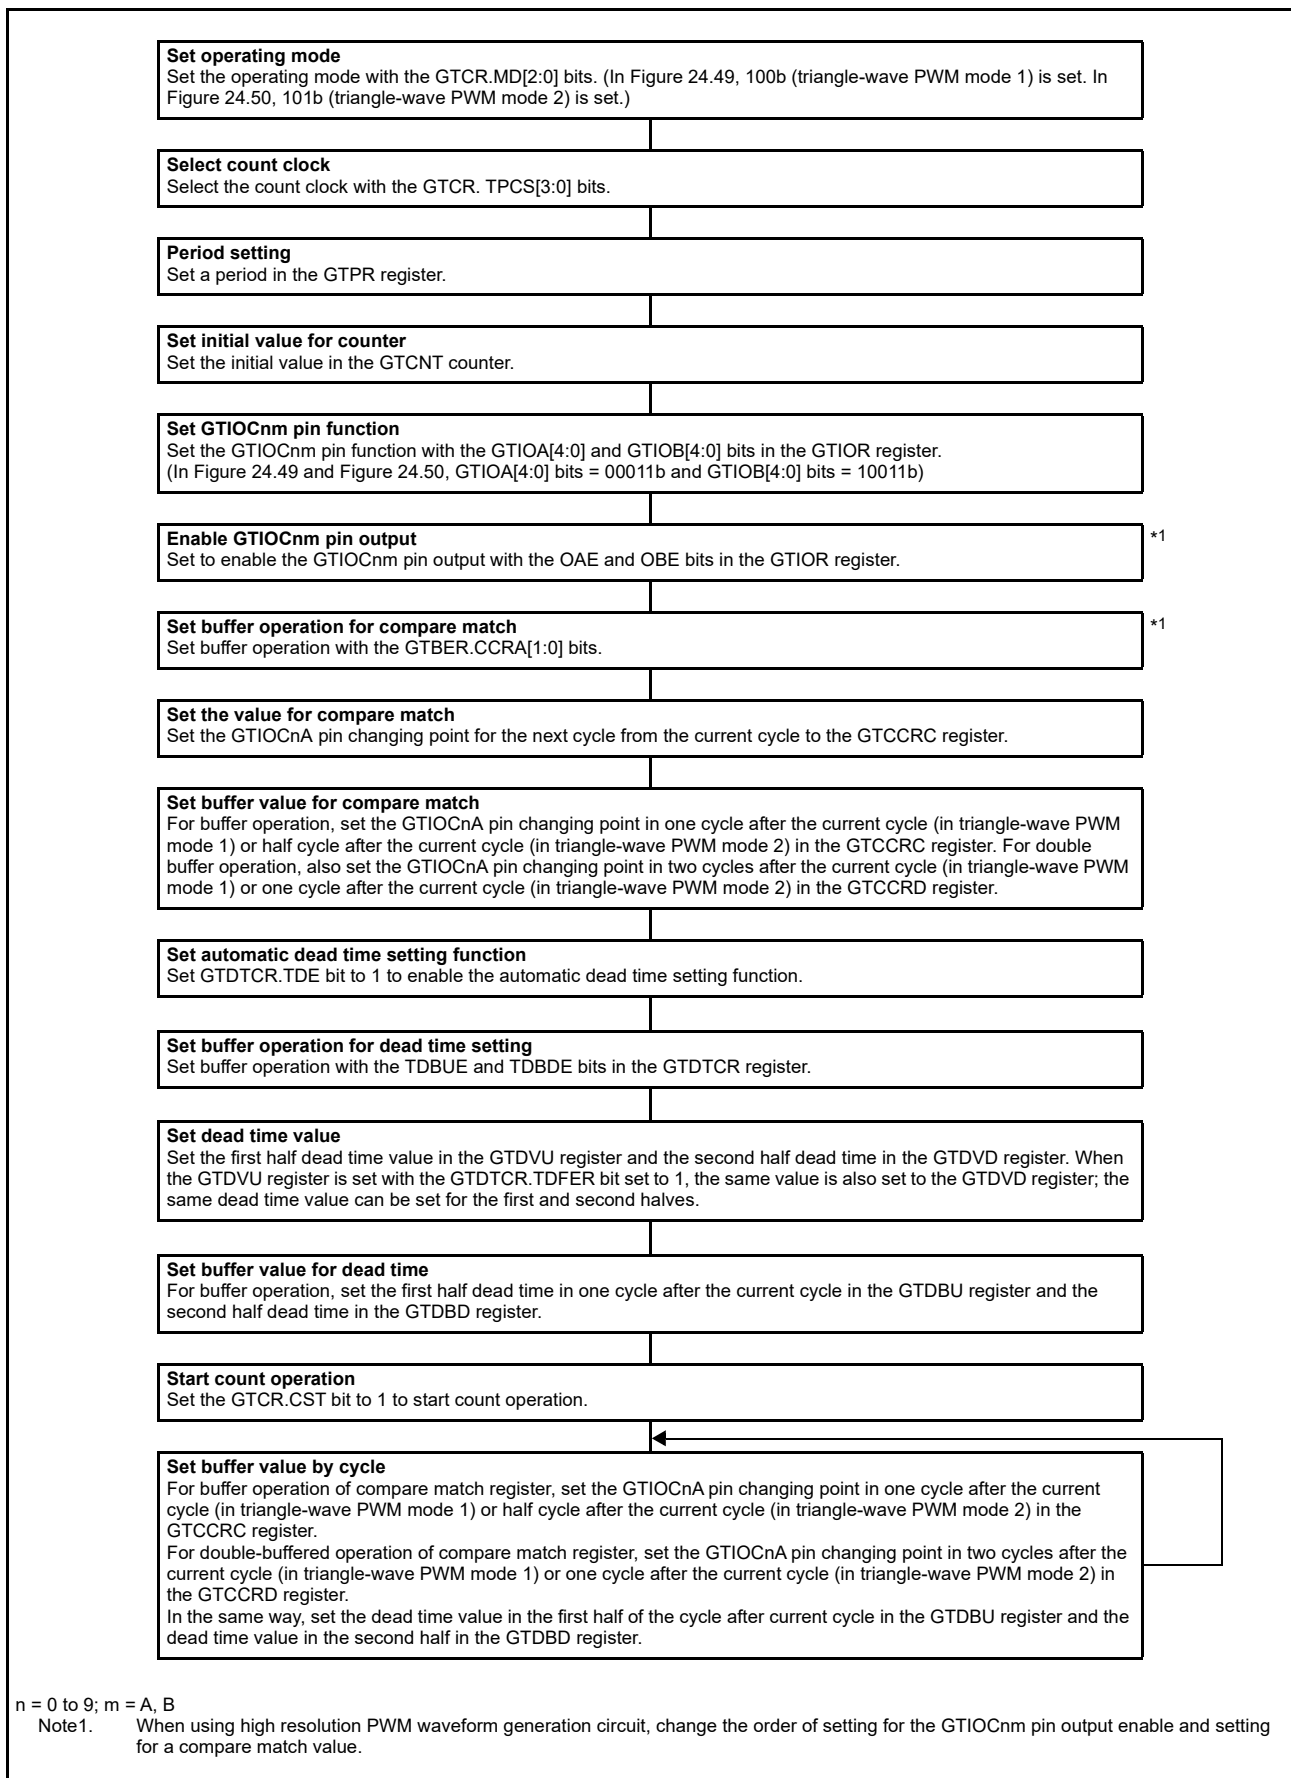 Set operating mode
Set the operating mode with the GTCR.MD[2:0] bits. (In Figure 24.49, 100b (triangle-wave PWM mode 1) is set. In
Figure 24.50, 101b (triangle-wave PWM mode 2) is set.)
Select count clock
Select the count clock with the GTCR. TPCS[3:0] bits.
Period setting
Set a period in the GTPR register.
Set initial value for counter
Set the initial value in the GTCNT counter.
Set GTIOCnm pin function
Set the GTIOCnm pin function with the GTIOA[4:0] and GTIOB[4:0] bits in the GTIOR register.
(In Figure 24.49 and Figure 24.50, GTIOA[4:0] bits = 00011b and GTIOB[4:0] bits = 10011b)
Enable GTIOCnm pin output *1
Set to enable the GTIOCnm pin output with the OAE and OBE bits in the GTIOR register.
Set buffer operation for compare match *1
Set buffer operation with the GTBER.CCRA[1:0] bits.
Set the value for compare match
Set the GTIOCnA pin changing point for the next cycle from the current cycle to the GTCCRC register.
Set buffer value for compare match
For buffer operation, set the GTIOCnA pin changing point in one cycle after the current cycle (in triangle-wave PWM
mode 1) or half cycle after the current cycle (in triangle-wave PWM mode 2) in the GTCCRC register. For double
buffer operation, also set the GTIOCnA pin changing point in two cycles after the current cycle (in triangle-wave PWM
mode 1) or one cycle after the current cycle (in triangle-wave PWM mode 2) in the GTCCRD register.
Set automatic dead time setting function
Set GTDTCR.TDE bit to 1 to enable the automatic dead time setting function.
Set buffer operation for dead time setting
Set buffer operation with the TDBUE and TDBDE bits in the GTDTCR register.
Set dead time value
Set the first half dead time value in the GTDVU register and the second half dead time in the GTDVD register. When
the GTDVU register is set with the GTDTCR.TDFER bit set to 1, the same value is also set to the GTDVD register; the
same dead time value can be set for the first and second halves.
Set buffer value for dead time
For buffer operation, set the first half dead time in one cycle after the current cycle in the GTDBU register and the
second half dead time in the GTDBD register.
Start count operation
Set the GTCR.CST bit to 1 to start count operation.
Set buffer value by cycle
For buffer operation of compare match register, set the GTIOCnA pin changing point in one cycle after the current
cycle (in triangle-wave PWM mode 1) or half cycle after the current cycle (in triangle-wave PWM mode 2) in the
GTCCRC register.
For double-buffered operation of compare match register, set the GTIOCnA pin changing point in two cycles after the
current cycle (in triangle-wave PWM mode 1) or one cycle after the current cycle (in triangle-wave PWM mode 2) in
the GTCCRD register.
In the same way, set the dead time value in the first half of the cycle after current cycle in the GTDBU register and the
dead time value in the second half in the GTDBD register.
n = 0 to 9; m = A, B
Note1. When using high resolution PWM waveform generation circuit, change the order of setting for the GTIOCnm pin output enable and setting
for a compare match value.